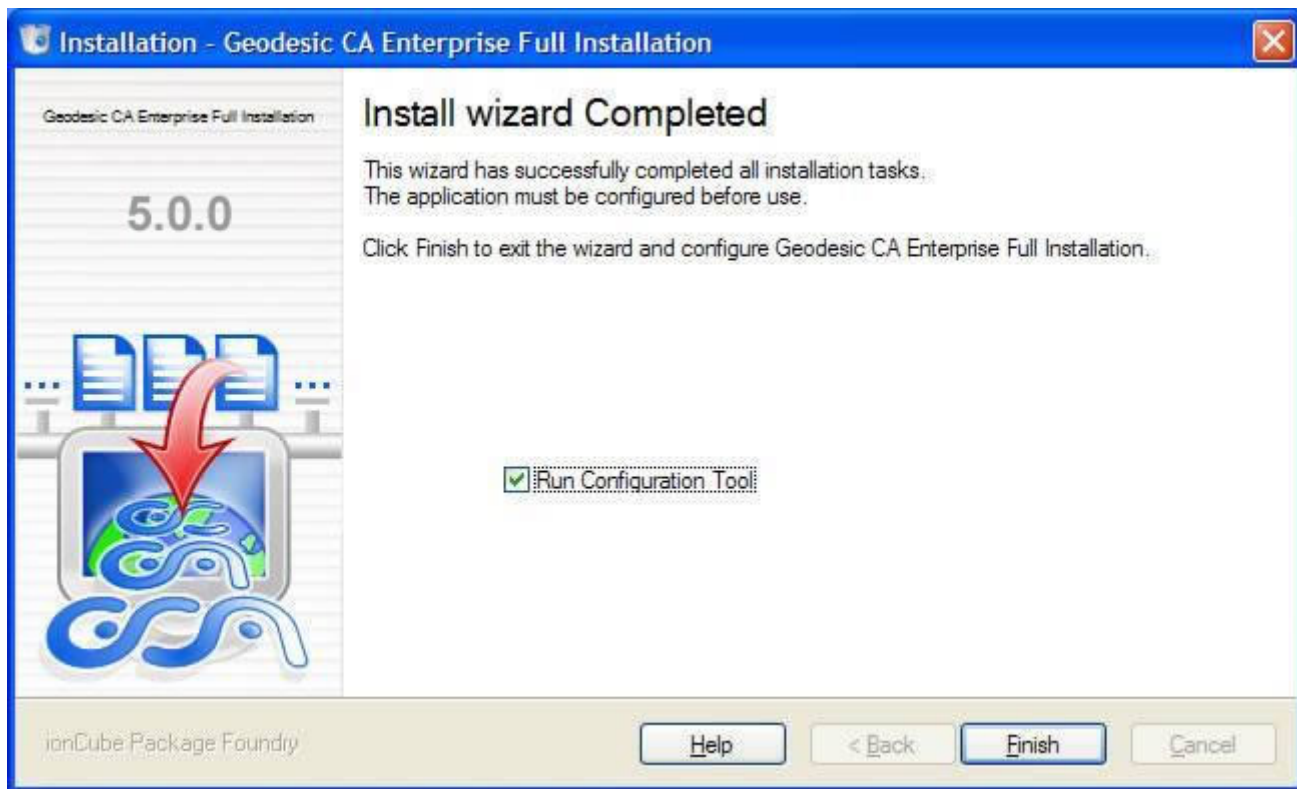 Installation - Geodesic CA Enterprise Full Installation
Geodesic CA Enterprise Full Installation
5.0.0
Install wizard Completed
This wizard has successfully completed all installation tasks.
The application must be configured before use.
Click Finish to exit the wizard and configure Geodesic CA Enterprise Full Installation.
Run Configuration Tool
ionCube Package Foundry
Help
< Back
Finish
Cancel